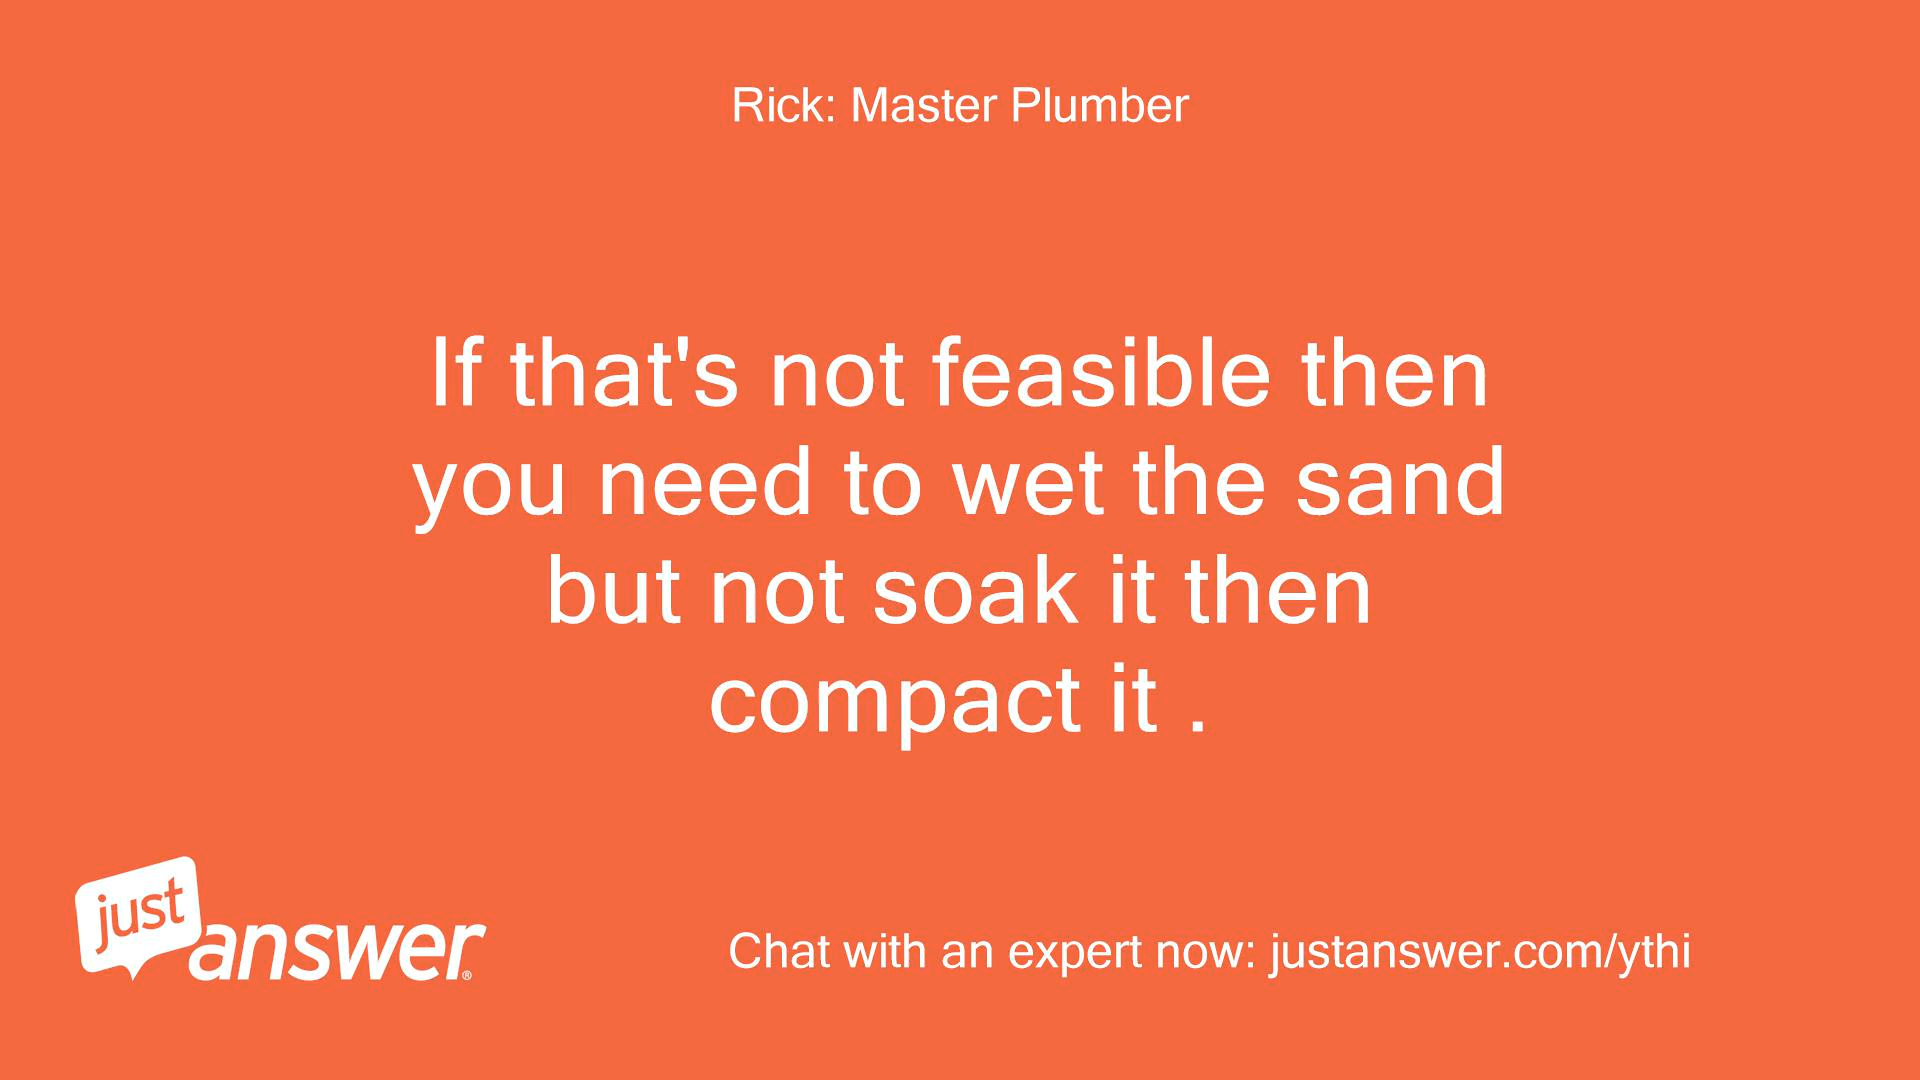 Rick: Master Plumber
If that's not feasible then
you need to wet the sand
but not soak it then
compact it .
just
answer®
Chat with an expert now: justanswer.com/ythi